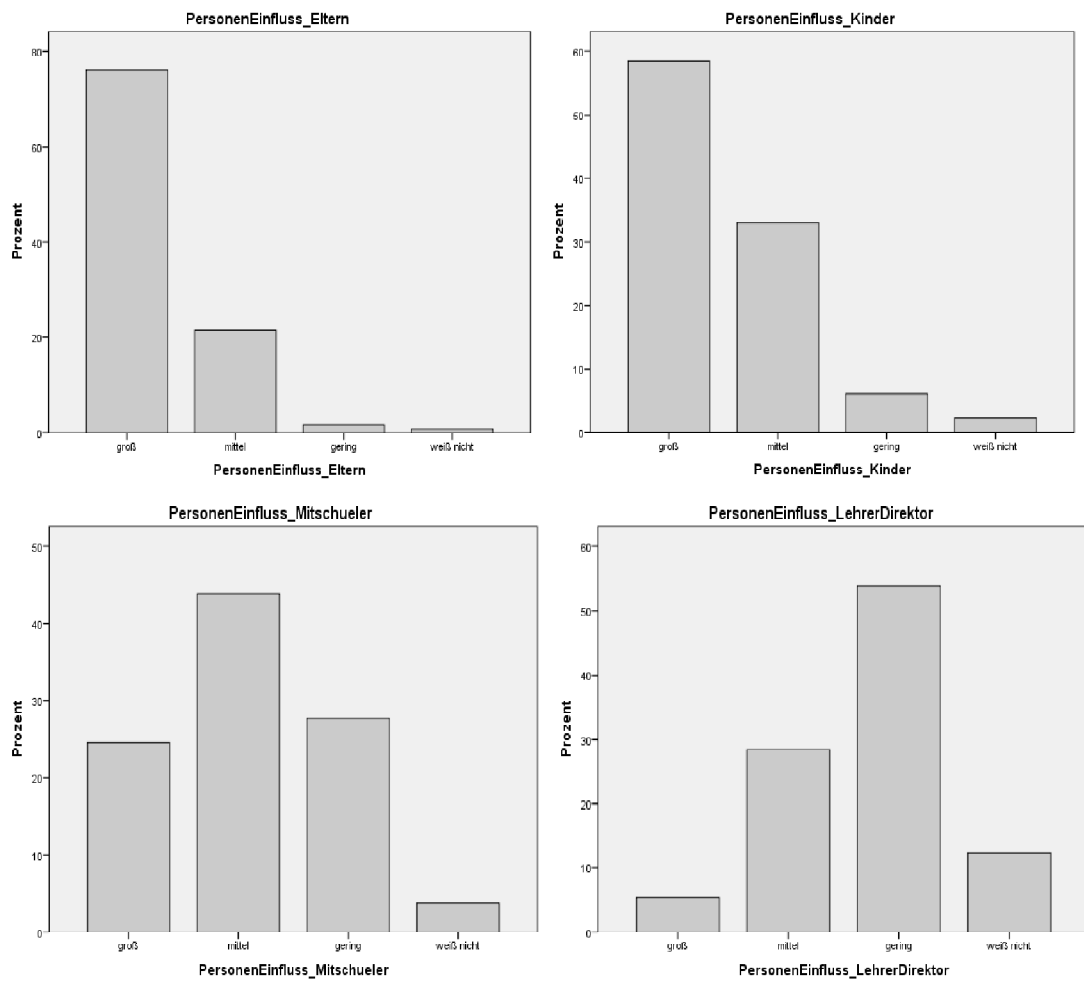 PersonenEinfluss_Eltern
Prozent
80
60
40
20
0
groß mittel gering weiß nicht
PersonenEinfluss_Eltern
PersonenEinfluss_Kinder
Prozent
60
50
40
30
20
10
0
groß mittel gering weiß nicht
PersonenEinfluss_Kinder
PersonenEinfluss_Mitschueler
Prozent
50
40
30
20
10
0
groß mittel gering weiß nicht
PersonenEinfluss_Mitschueler
PersonenEinfluss_LehrerDirektor
Prozent
60
50
40
30
20
10
0
groß mittel gering weiß nicht
PersonenEinfluss_LehrerDirektor